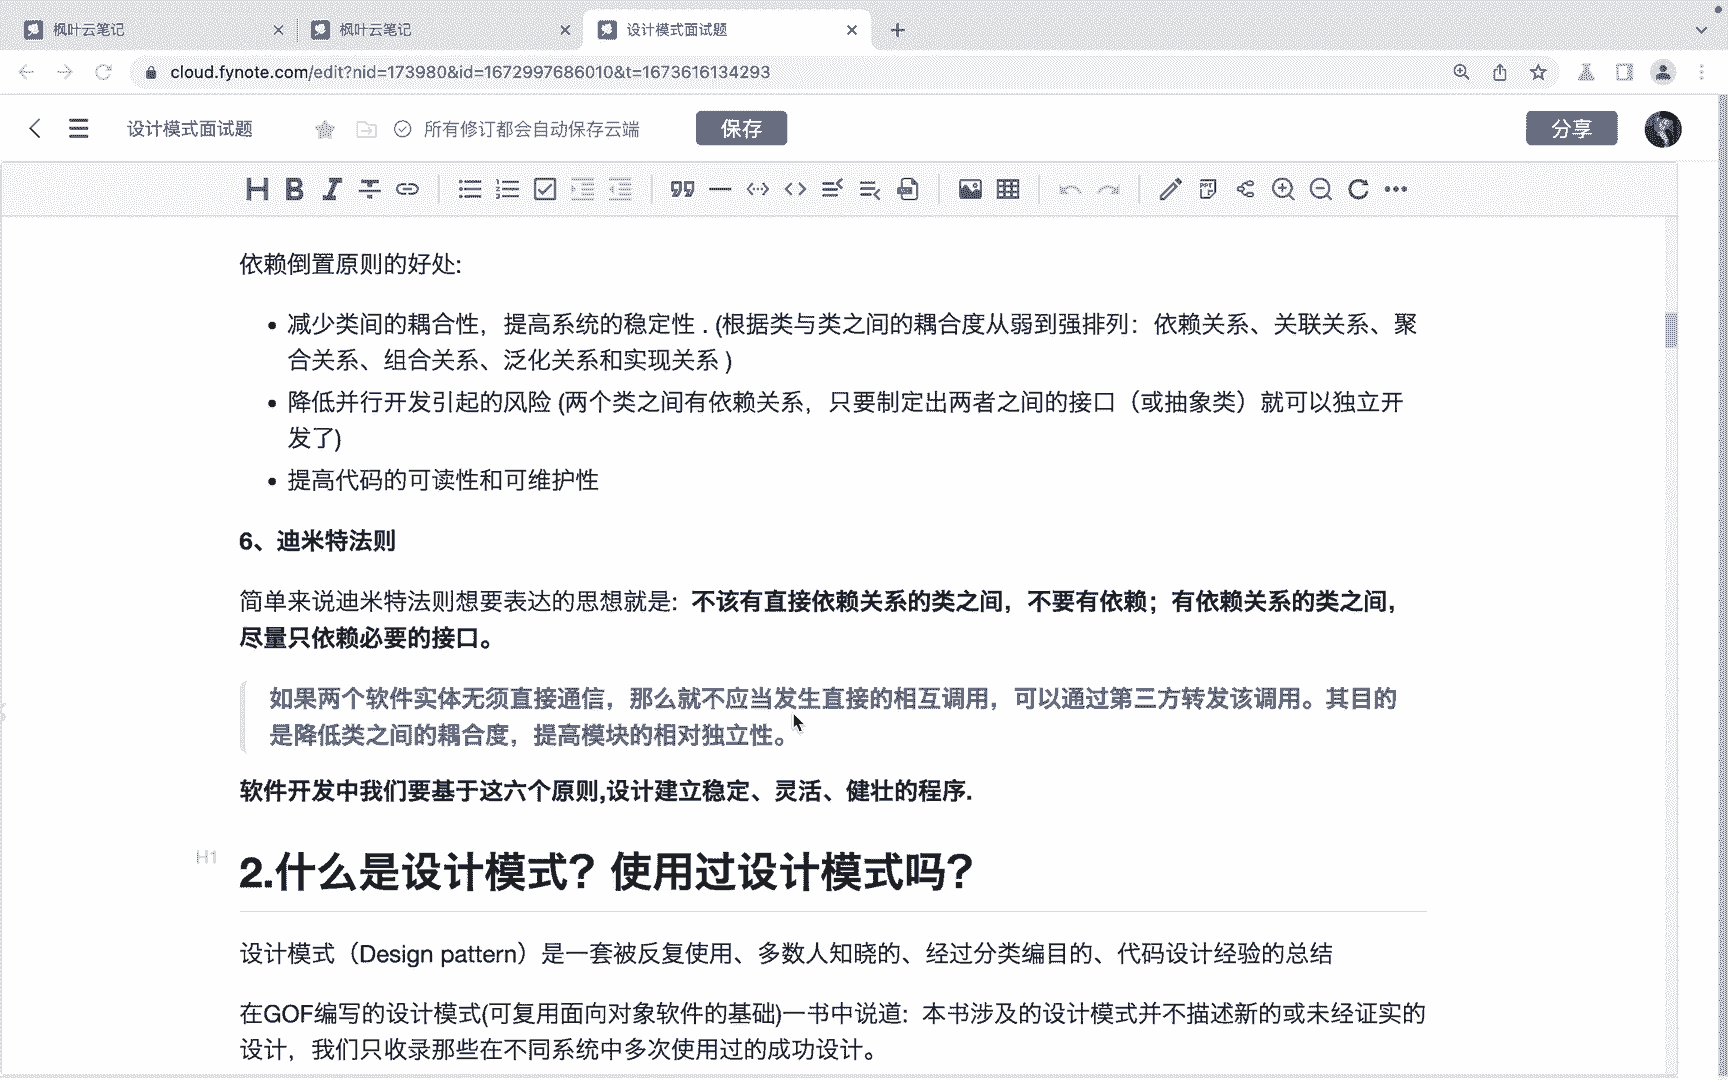 枫叶云笔记
枫叶云笔记
设计模式面试题
cloud.fynote.com/edit?nid=173980&id=1672997686010&t=1673616134293
设计模式面试题
所有修订都会自动保存云端
保存
分享
依赖倒置原则的好处:
减少类间的耦合性，提高系统的稳定性 . (根据类与类之间的耦合度从弱到强排列：依赖关系、关联关系、聚
合关系、组合关系、泛化关系和实现关系 )
降低并行开发引起的风险 (两个类之间有依赖关系，只要制定出两者之间的接口（或抽象类）就可以独立开
发了)
提高代码的可读性和可维护性
6、迪米特法则
简单来说迪米特法则想要表达的思想就是：不该有直接依赖关系的类之间，不要有依赖；有依赖关系的类之间，
尽量只依赖必要的接口。
如果两个软件实体无须直接通信，那么就不应当发生直接的相互调用，可以通过第三方转发该调用。其目的
是降低类之间的耦合度，提高模块的相对独立性。
软件开发中我们要基于这六个原则,设计建立稳定、灵活、健壮的程序.
H1
2.什么是设计模式？使用过设计模式吗？
设计模式（Design pattern）是一套被反复使用、多数人知晓的、经过分类编目的、代码设计经验的总结
在GOF编写的设计模式(可复用面向对象软件的基础)一书中说道：本书涉及的设计模式并不描述新的或未经证实的
设计，我们只收录那些在不同系统中多次使用过的成功设计。